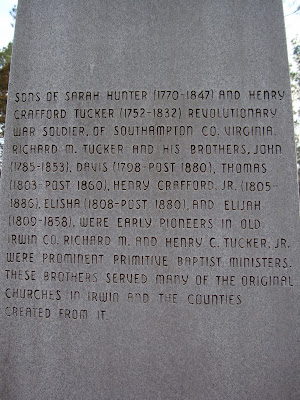 SONS OF SARAH HUNTER (1770-1847) AND HENRY
CRAFFORD TUCKER (1752-1832) REVOLUTIONARY
WAR SOLDIER, OF SOUTHAMPTON CO. VIRGINIA.
RICHARD M. TUCKER AND HIS BROTHERS, JOHN
(1785-1853), DAVIS (1798-POST 1880), THOMAS
(1803-POST 1860), HENRY CRAFFORD, JR. (1805-
1886), ELISHA (1808-POST 1880), AND ELIJAH
(1809-1858), WERE EARLY PIONEERS IN OLD
IRWIN CO. RICHARD M. AND HENRY C. TUCKER, JR.
WERE PROMINENT PRIMITIVE BAPTIST MINISTERS.
THESE BROTHERS SERVED MANY OF THE ORIGINAL
CHURCHES IN IRWIN AND THE COUNTIES
CREATED FROM IT.